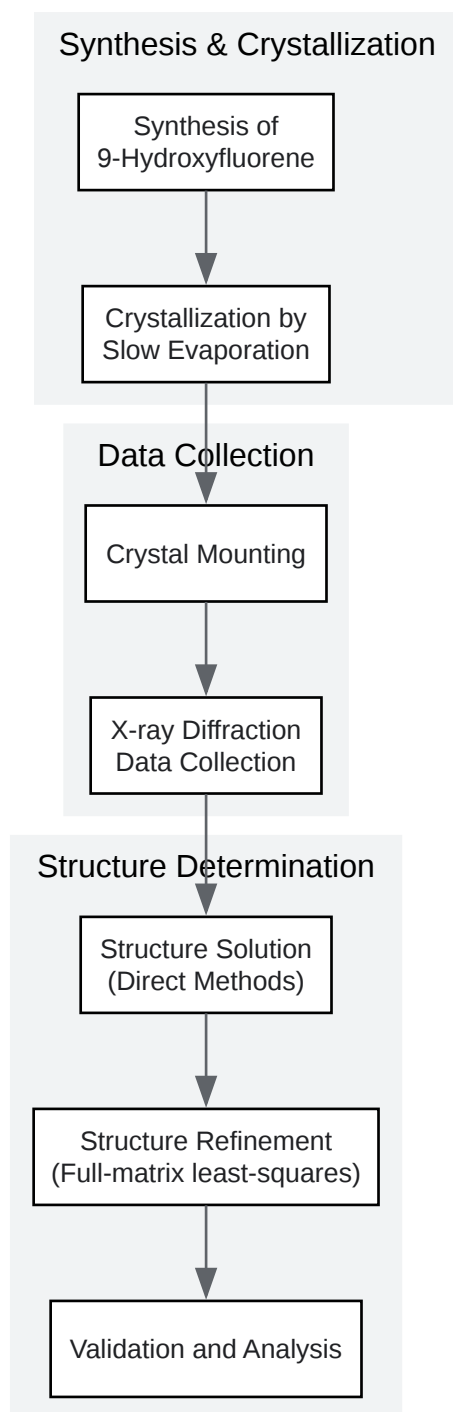 Synthesis & Crystallization
Synthesis of
9-Hydroxyfluorene
Crystallization by
Slow Evaporation
Data Collection
Crystal Mounting
X-ray Diffraction
Data Collection
Structure Determination
Structure Solution
(Direct Methods)
Structure Refinement
(Full-matrix least-squares)
Validation and Analysis